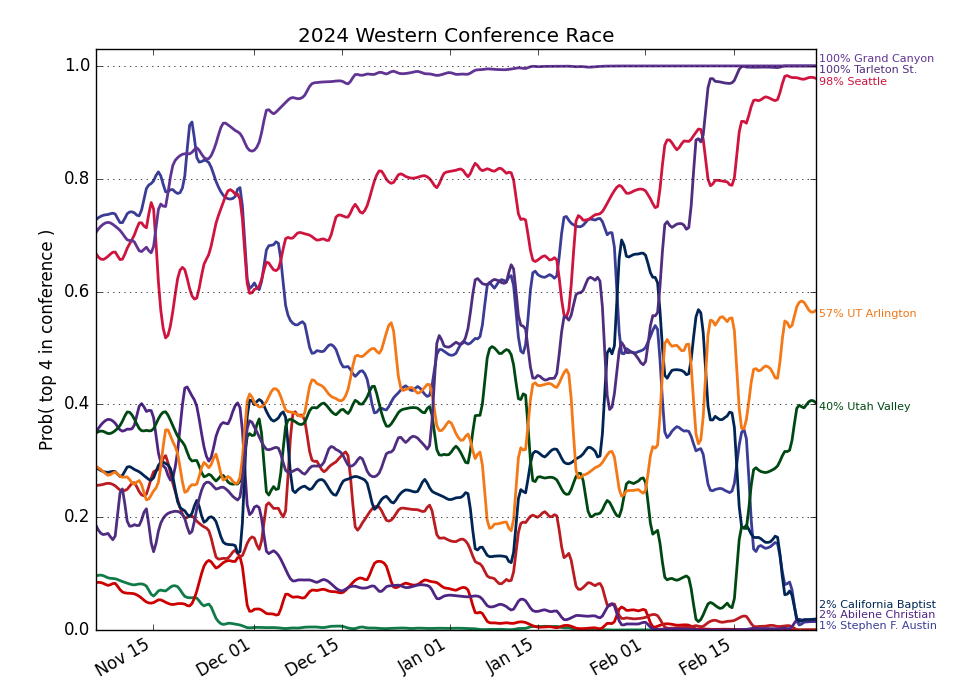 2024 Western Conference Race
Prob( top 4 in conference )
1.0
0.8
0.6
0.4
0.2
0.0
Nov 15
Dec 01
Dec 15
Jan 01
Jan 15
Feb 01
Feb 15
100% Grand Canyon
100% Tarleton St.
98% Seattle
57% UT Arlington
40% Utah Valley
2% California Baptist
2% Abilene Christian
1% Stephen F. Austin